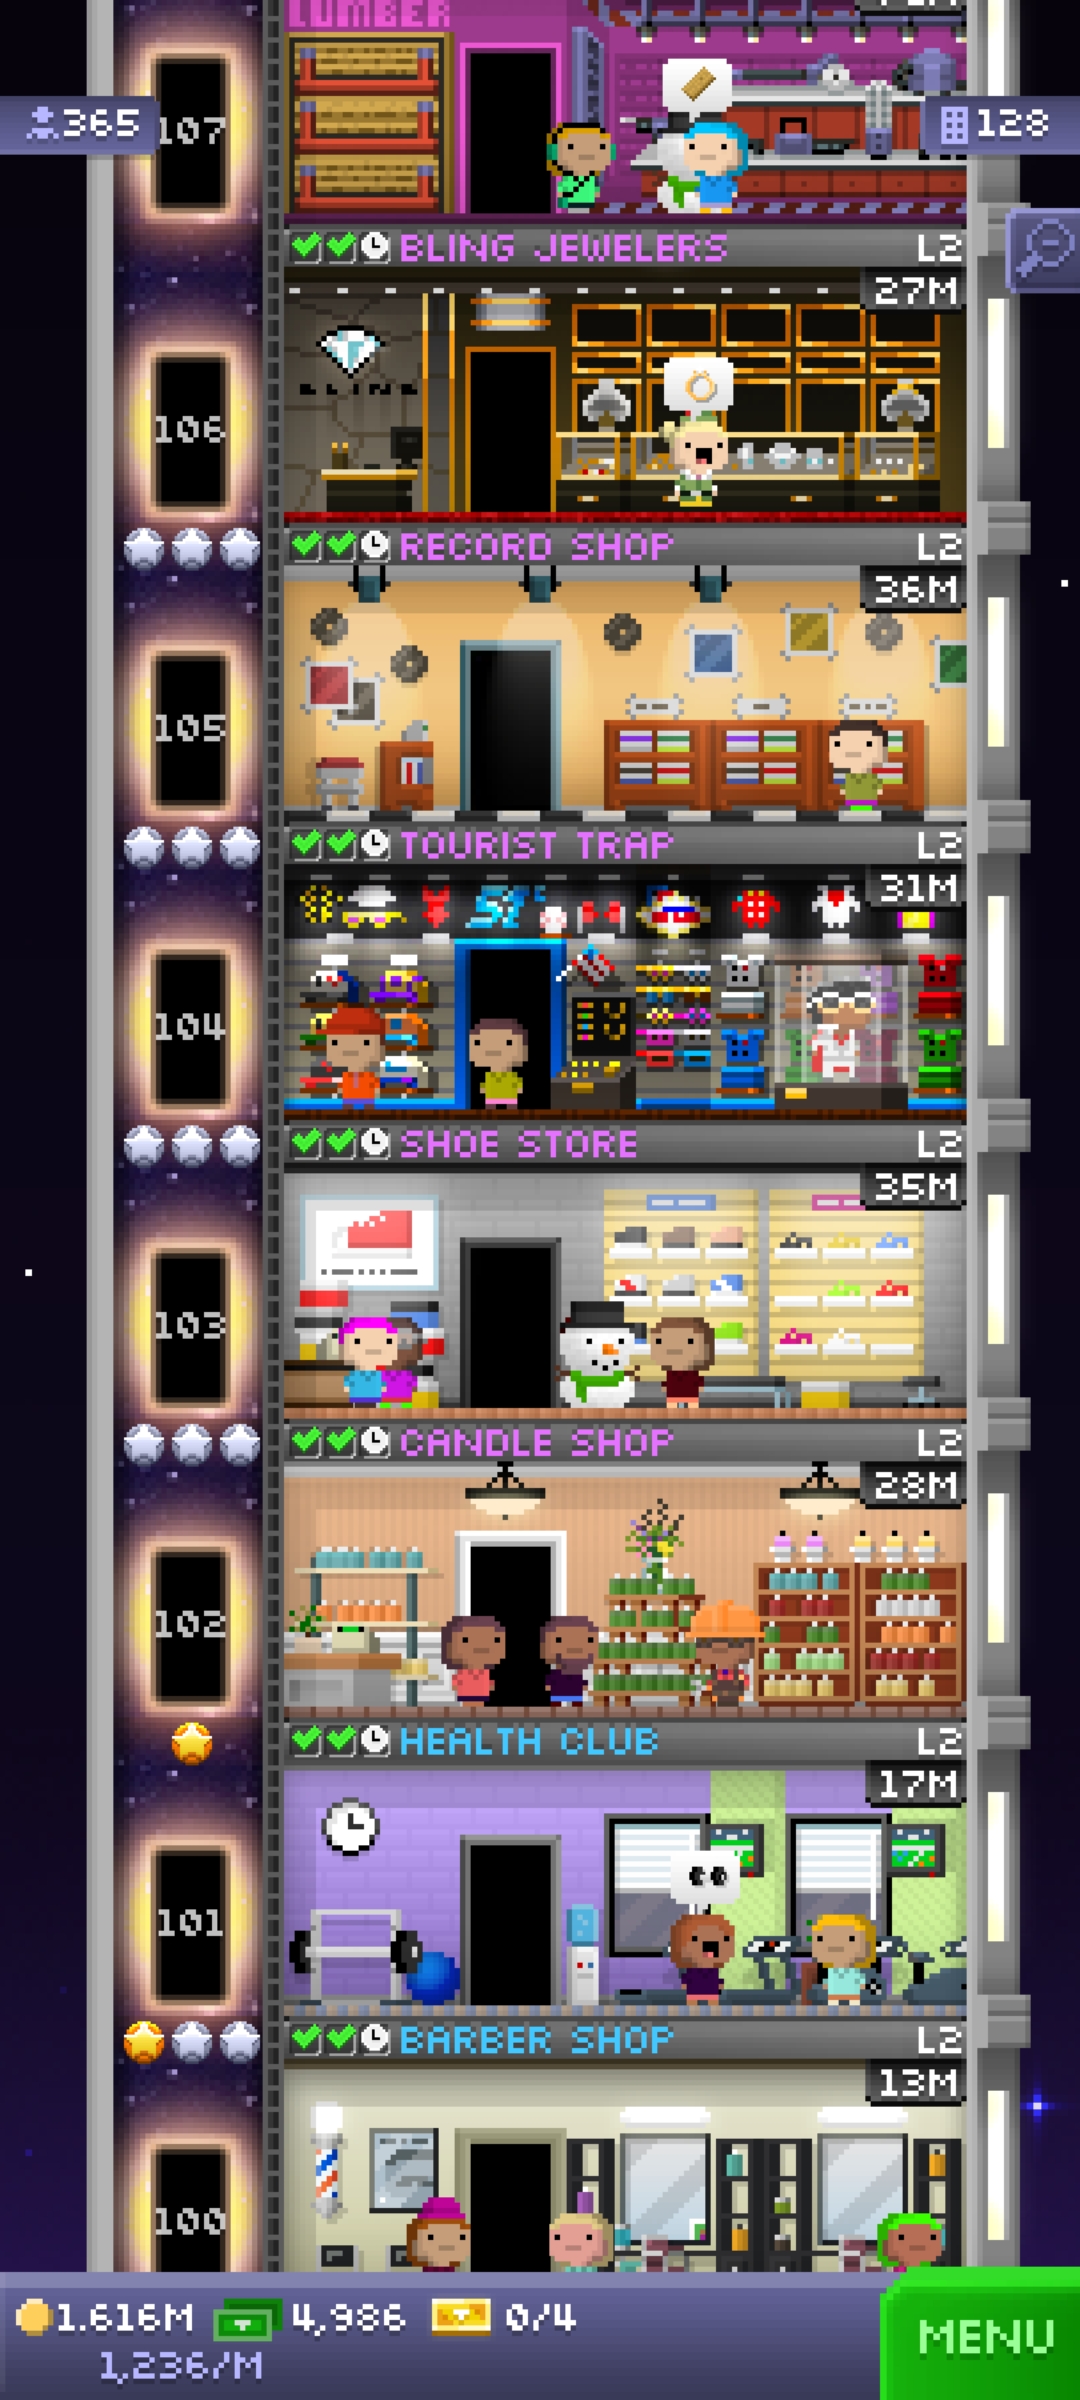 LUMBER
107
365
128
BLING JEWELERS L2
27M
BLING
106
RECORD SHOP L2
36M
105
TOURIST TRAP L2
31M
104
SHOE STORE L2
35M
103
CANDLE SHOP L2
28M
102
HEALTH CLUB L2
17M
101
BARBER SHOP L2
13M
100
1.616M 4,986 0/4
1,236/M
MENU